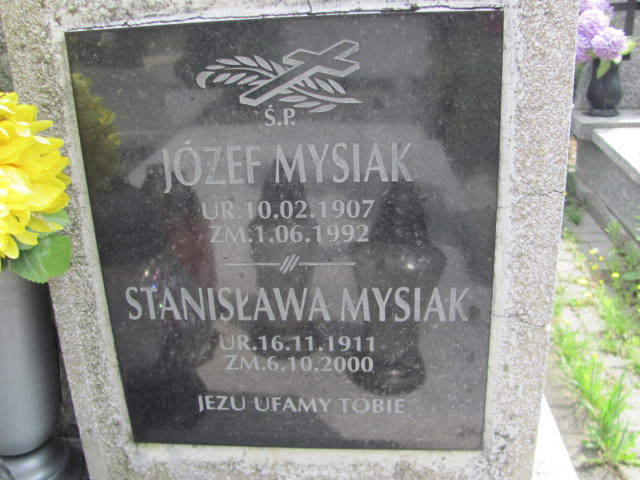 Ś.P.
JÓZEF MYSIAK
UR.10.02.1907
ZM.1.06.1992
STANISŁAWA MYSIAK
UR.16.11.1911
ZM.6.10.2000
JEZU UFAMY TOBIE